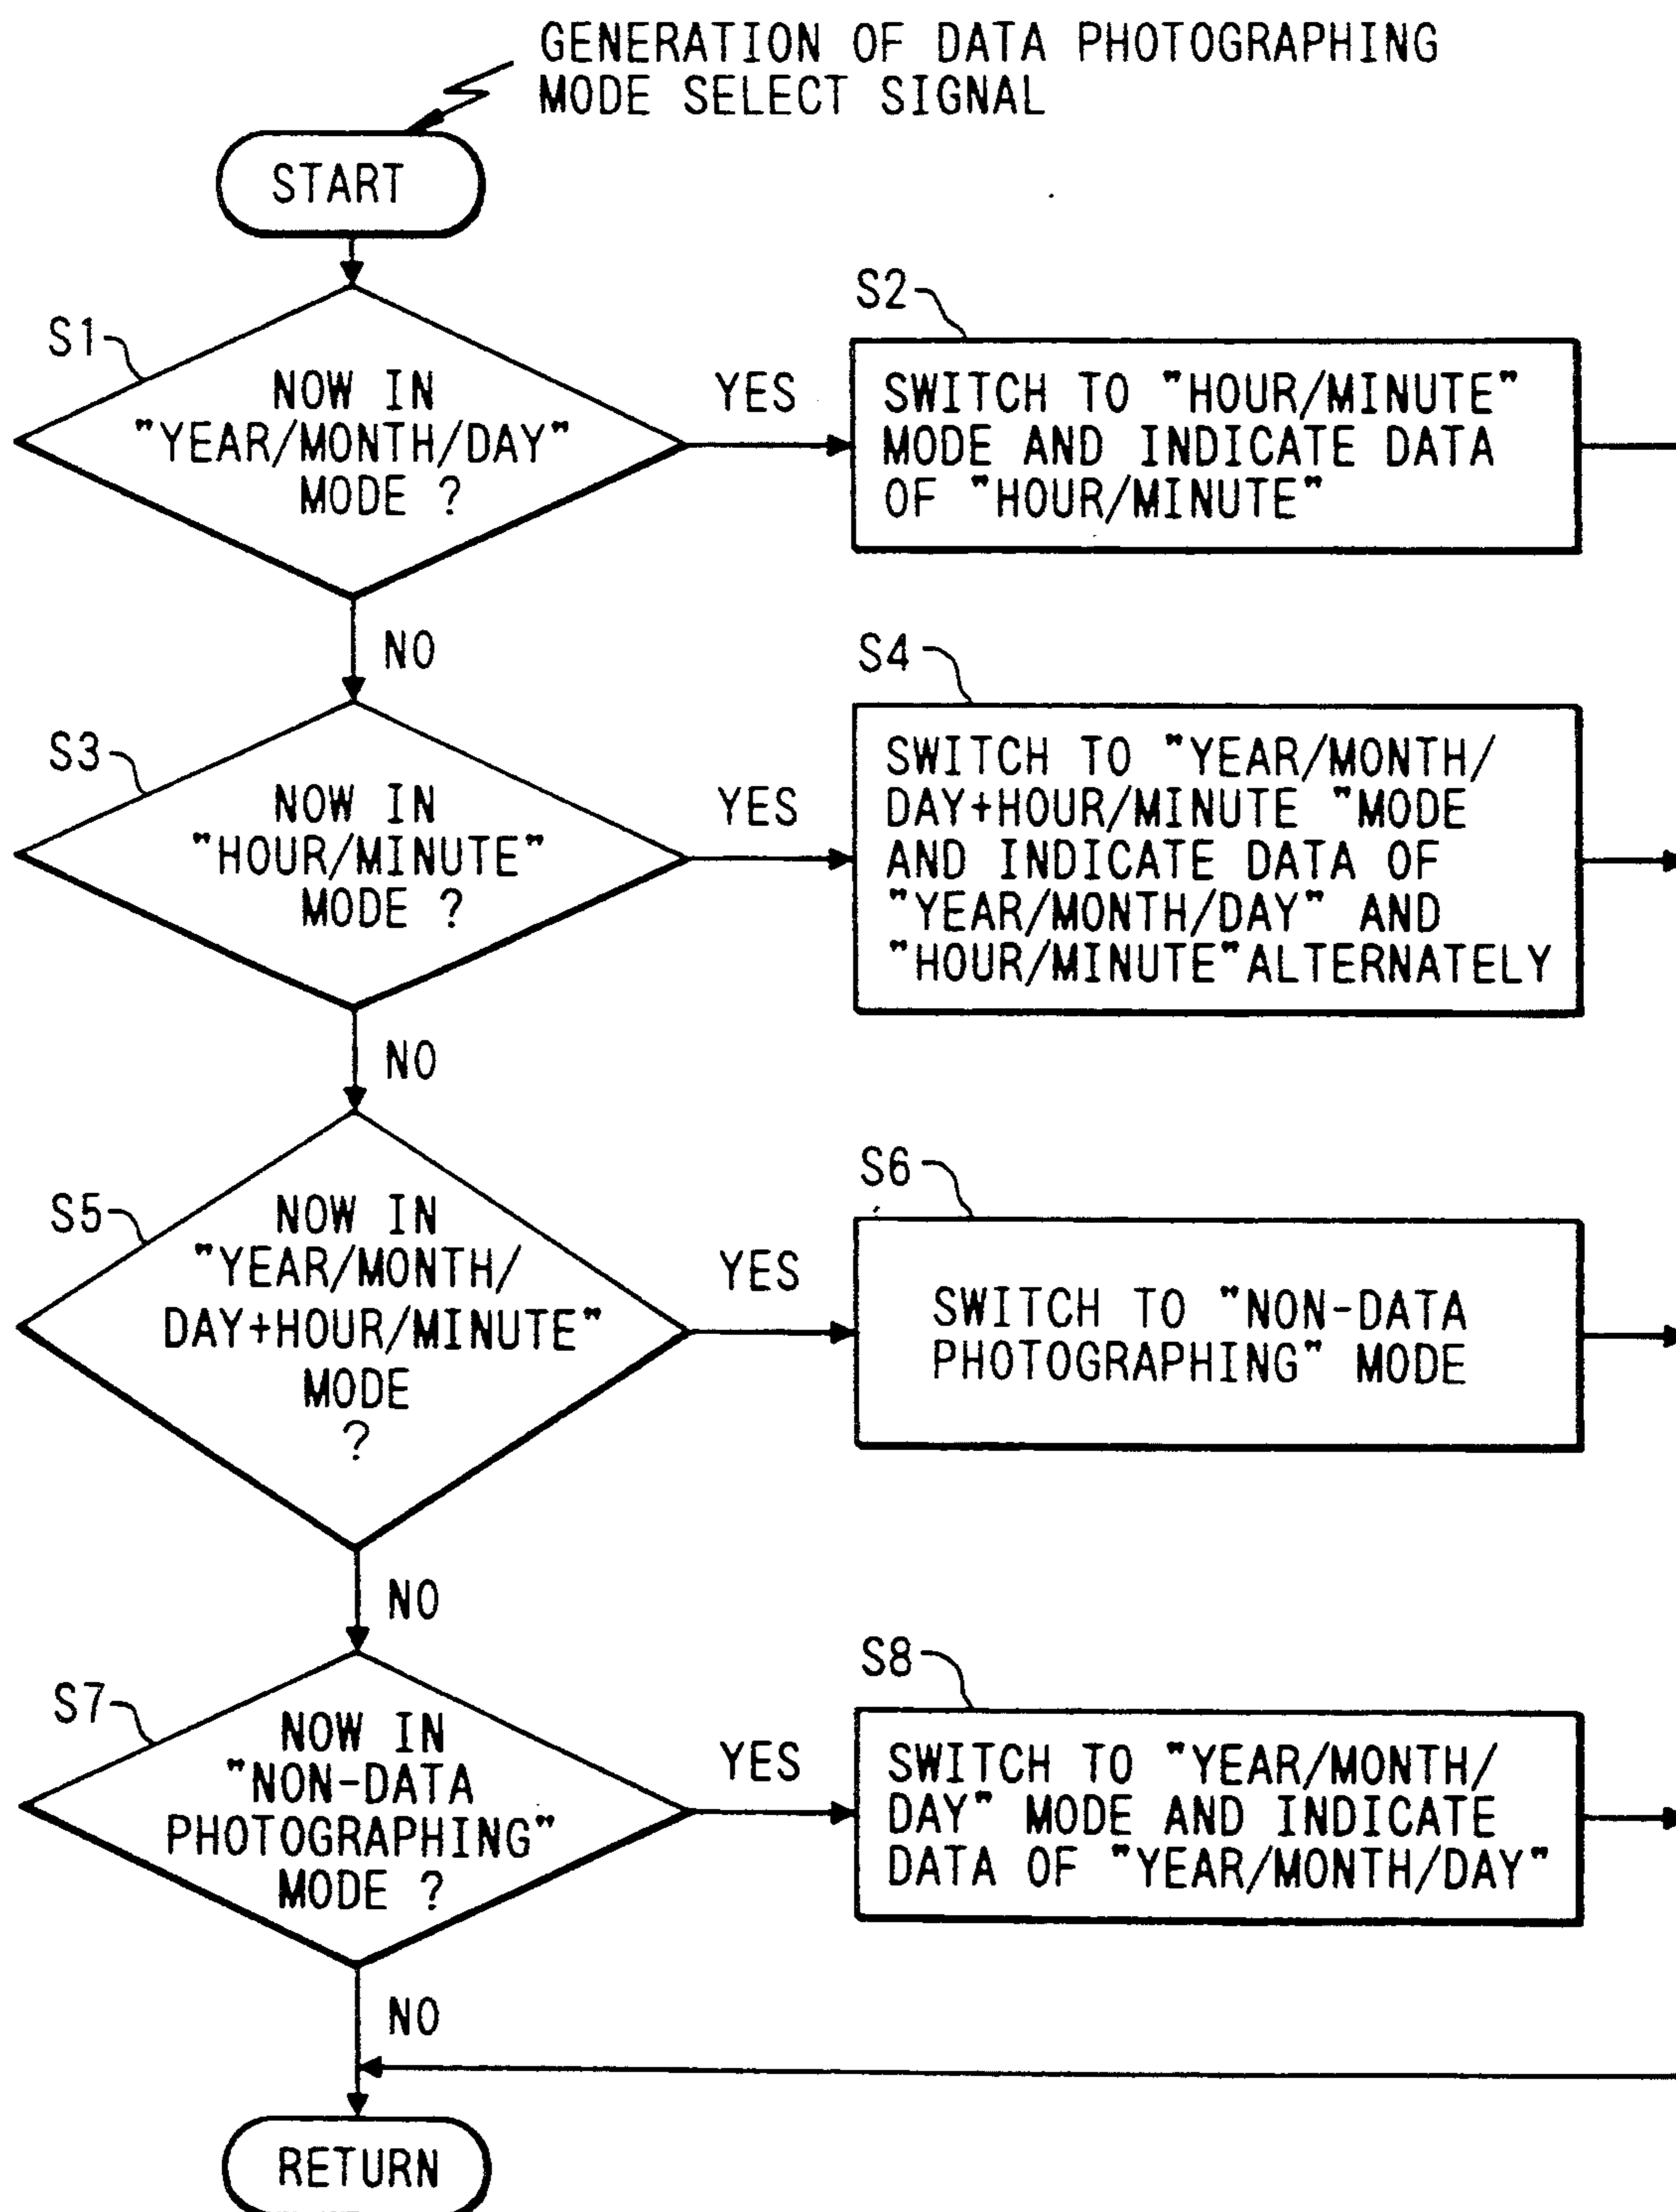 GENERATION OF DATA PHOTOGRAPHING
MODE SELECT SIGNAL
START
S1
NOW IN
"YEAR/MONTH/DAY"
MODE ?
YES
S2
SWITCH TO "HOUR/MINUTE"
MODE AND INDICATE DATA
OF "HOUR/MINUTE"
NO
S3
NOW IN
"HOUR/MINUTE"
MODE ?
YES
S4
SWITCH TO "YEAR/MONTH/
DAY+HOUR/MINUTE "MODE
AND INDICATE DATA OF
"YEAR/MONTH/DAY" AND
"HOUR/MINUTE"ALTERNATELY
NO
S5
NOW IN
"YEAR/MONTH/
DAY+HOUR/MINUTE"
MODE
?
YES
S6
SWITCH TO "NON-DATA
PHOTOGRAPHING" MODE
NO
S7
NOW IN
"NON-DATA
PHOTOGRAPHING"
MODE ?
YES
S8
SWITCH TO "YEAR/MONTH/
DAY" MODE AND INDICATE
DATA OF "YEAR/MONTH/DAY"
NO
RETURN